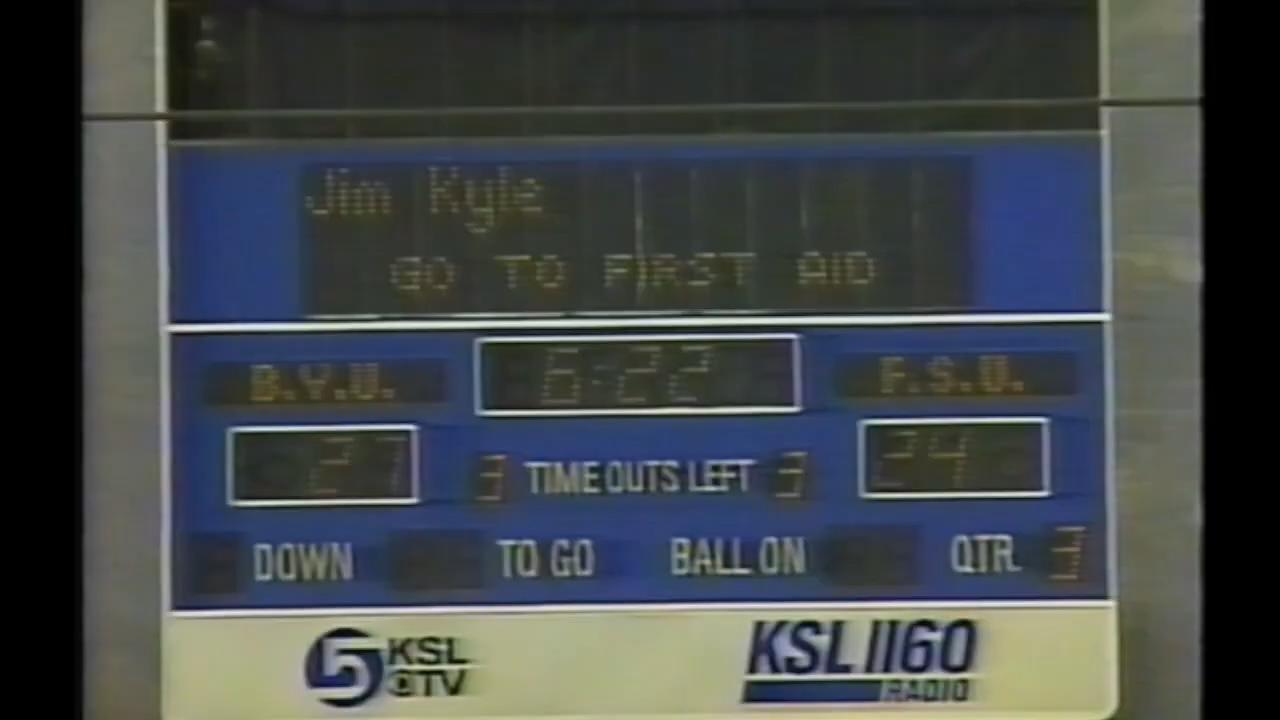 Jim Kyle
GO TO FIRST AID
B.Y.U. 6:22 F.S.U.
27 3 TIME OUTS LEFT 3 24
DOWN TO GO BALL ON QTR. 3
5 KSL TV KSL 1160
RADIO